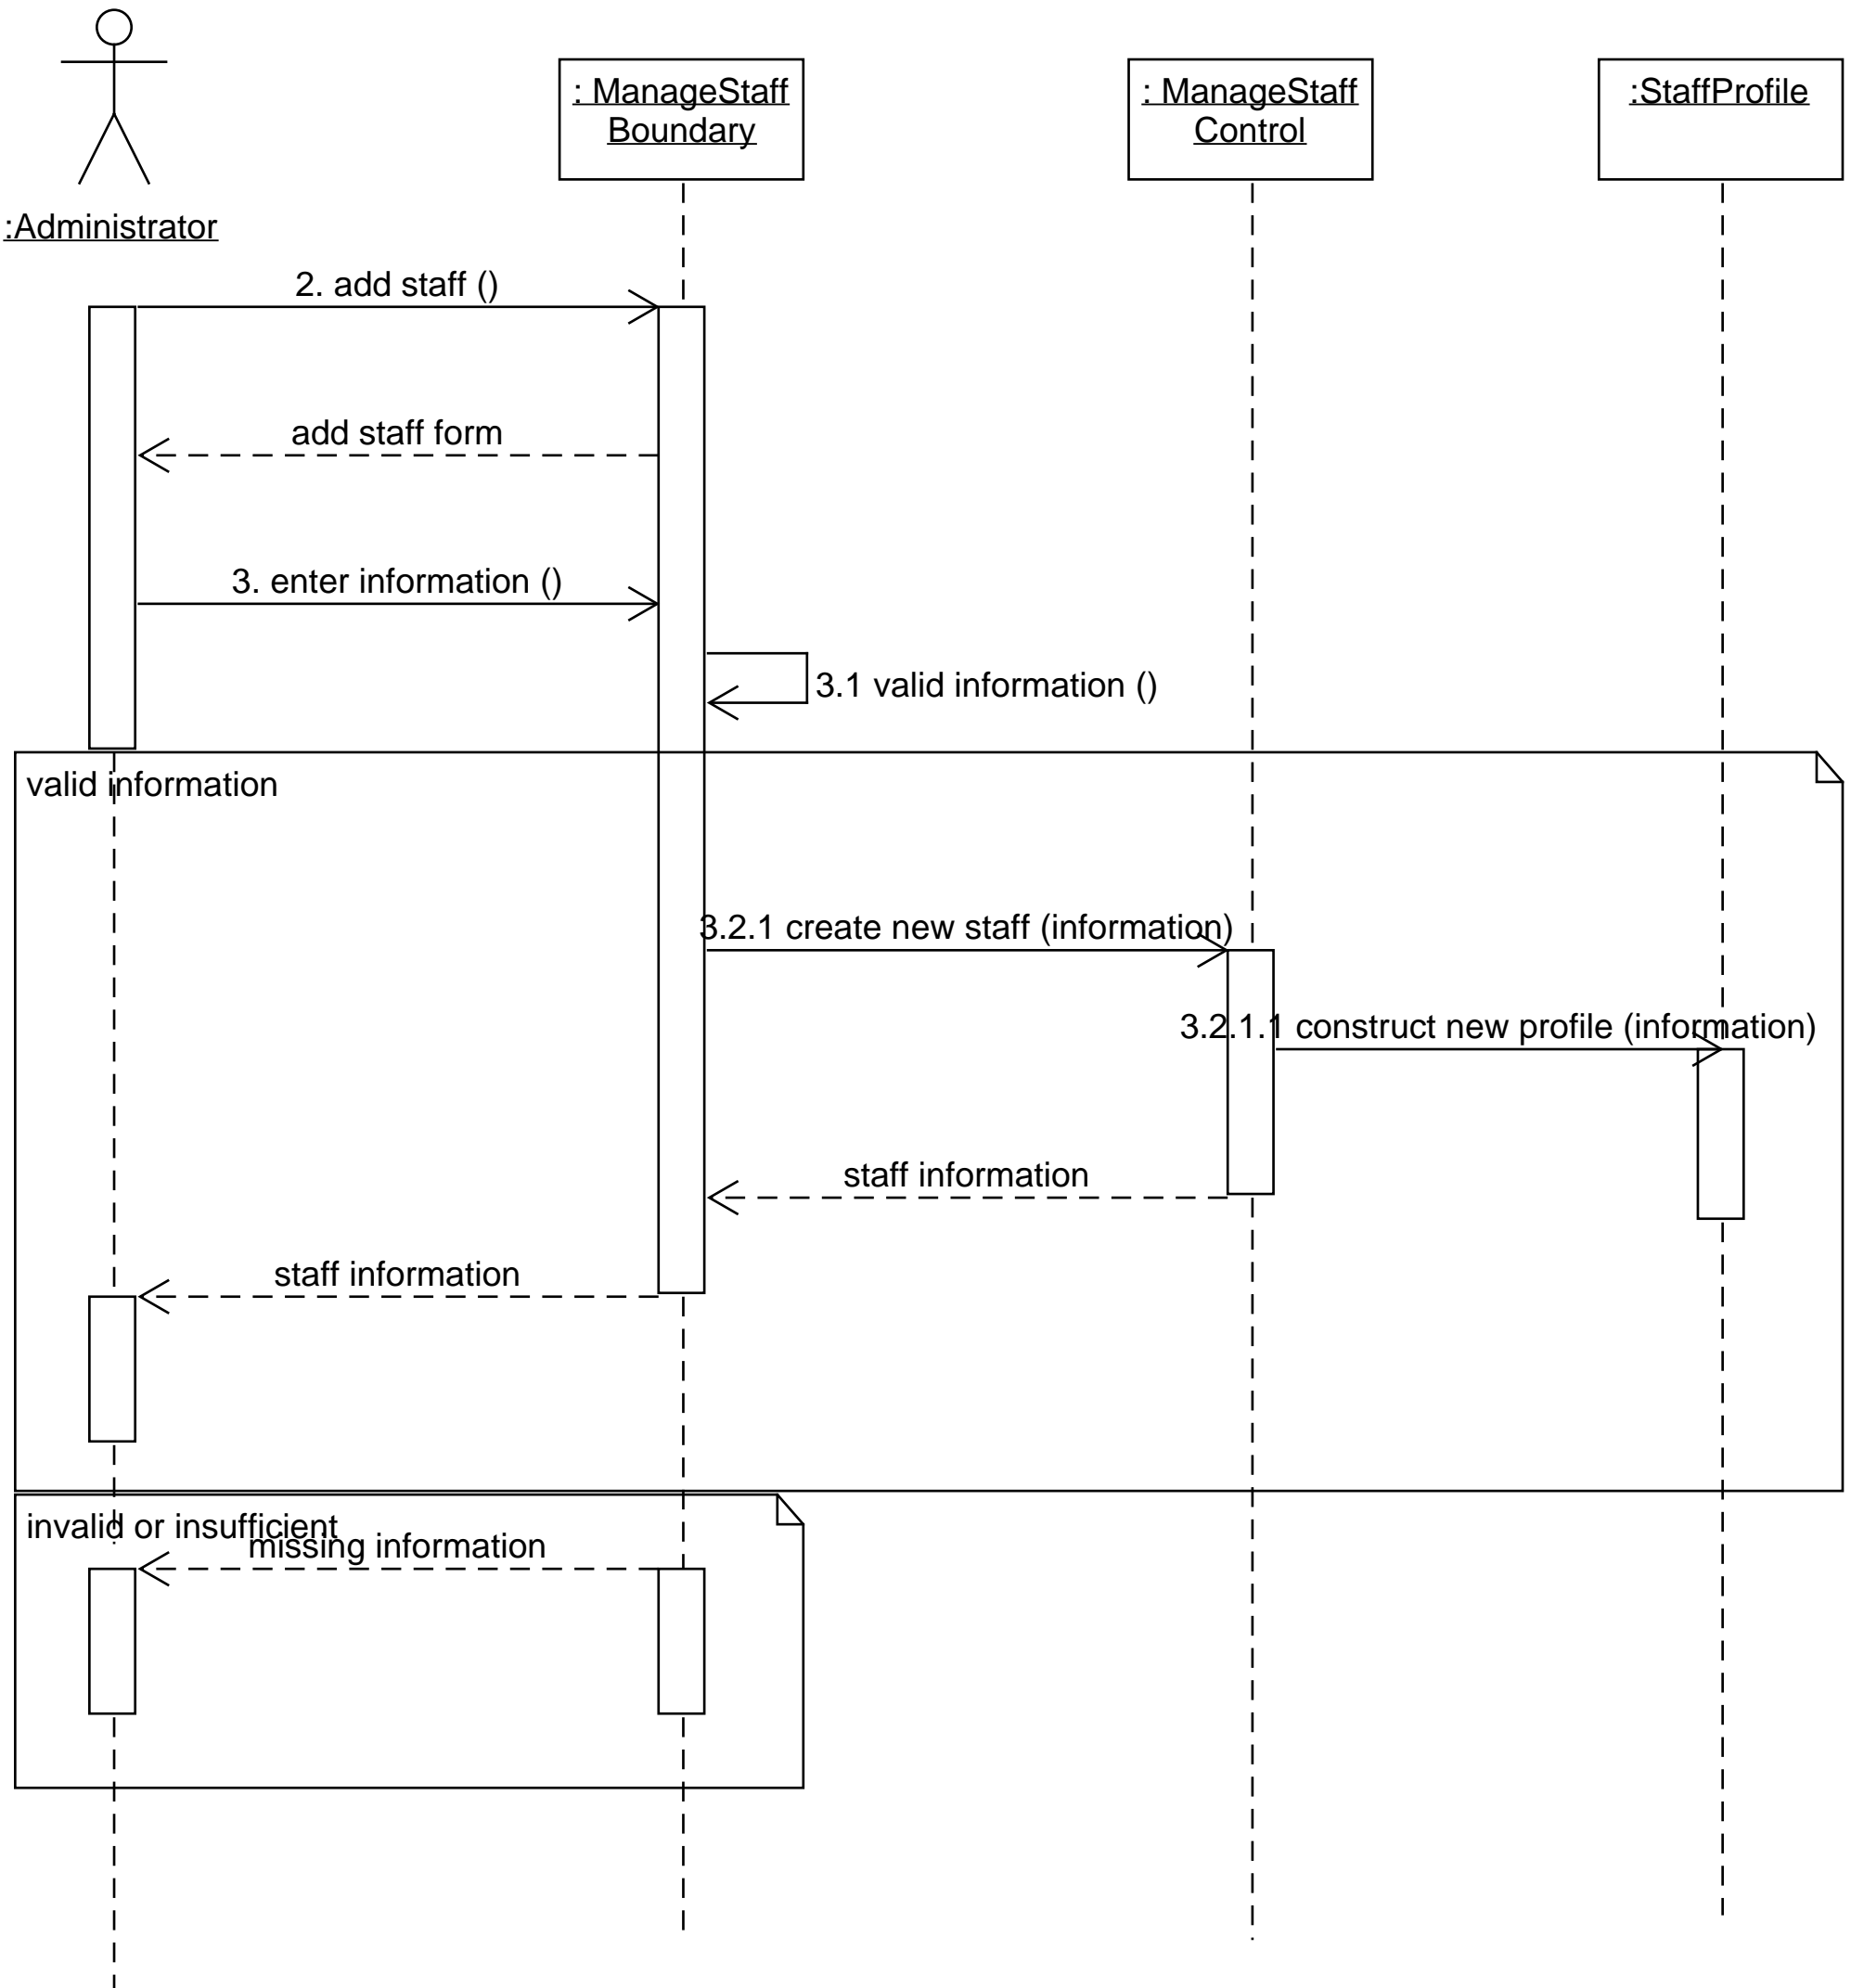 : ManageStaff
Boundary
: ManageStaff
Control
:StaffProfile
:Administrator
2. add staff ()
add staff form
3. enter information ()
3.1 valid information ()
valid information
3.2.1 create new staff (information)
3.2.1.1 construct new profile (information)
staff information
staff information
invalid or insufficient
missing information